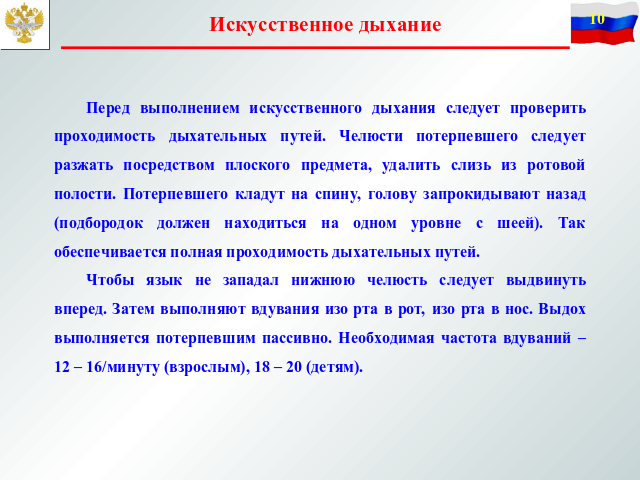 Искусственное дыхание
10
Перед выполнением искусственного дыхания следует проверить
проходимость дыхательных путей. Челюсти потерпевшего следует
разжать посредством плоского предмета, удалить слизь из ротовой
полости. Потерпевшего кладут на спину, голову запрокидывают назад
(подбородок должен находиться на одном уровне с шеей). Так
обеспечивается полная проходимость дыхательных путей.
Чтобы язык не западал нижнюю челюсть следует выдвинуть
вперед. Затем выполняют вдувания изо рта в рот, изо рта в нос. Выдох
выполняется потерпевшим пассивно. Необходимая частота вдуваний –
12 – 16/минуту (взрослым), 18 – 20 (детям).